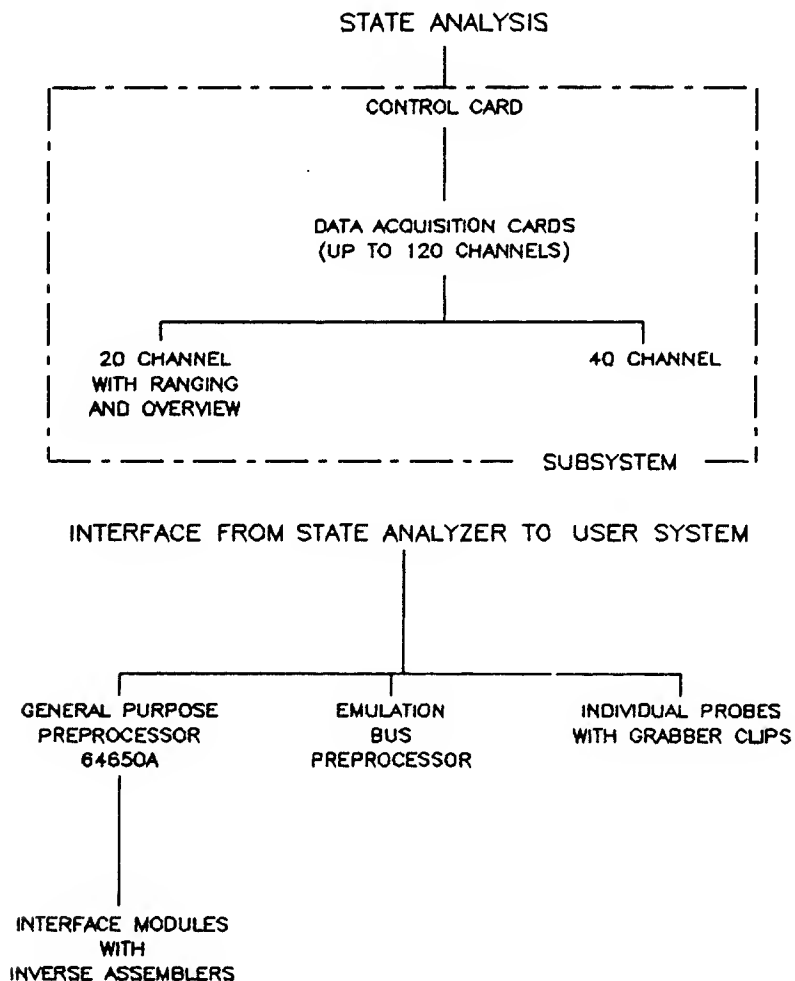 STATE ANALYSIS
CONTROL CARD
DATA ACQUISITION CARDS
(UP TO 120 CHANNELS)
20 CHANNEL
WITH RANGING
AND OVERVIEW
40 CHANNEL
SUBSYSTEM
INTERFACE FROM STATE ANALYZER TO USER SYSTEM
GENERAL PURPOSE
PREPROCESSOR
64650A
EMULATION
BUS
PREPROCESSOR
INDIVIDUAL PROBES
WITH GRABBER CLIPS
INTERFACE MODULES
WITH
INVERSE ASSEMBLERS